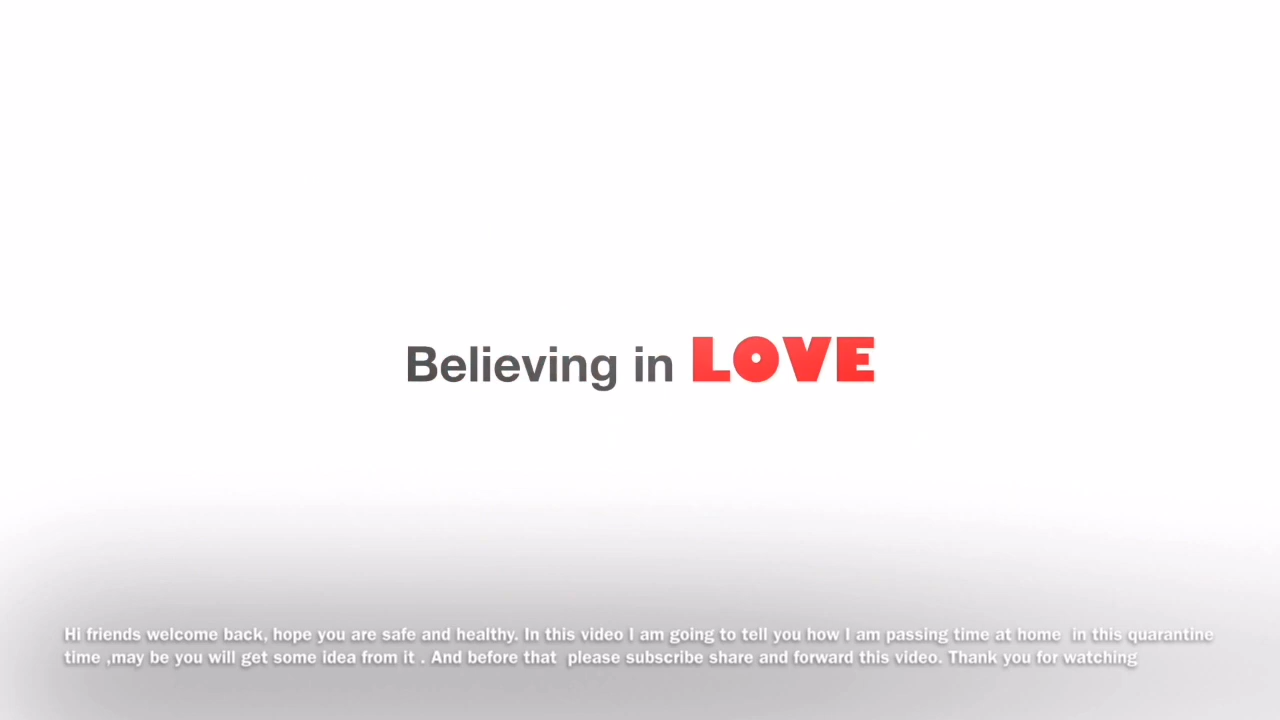 Believing in LOVE
Hi friends welcome back, hope you are safe and healthy. In this video I am going to tell you how I am passing time at home  in this quarantine
time ,may be you will get some idea from it . And before that  please subscribe share and forward this video. Thank you for watching